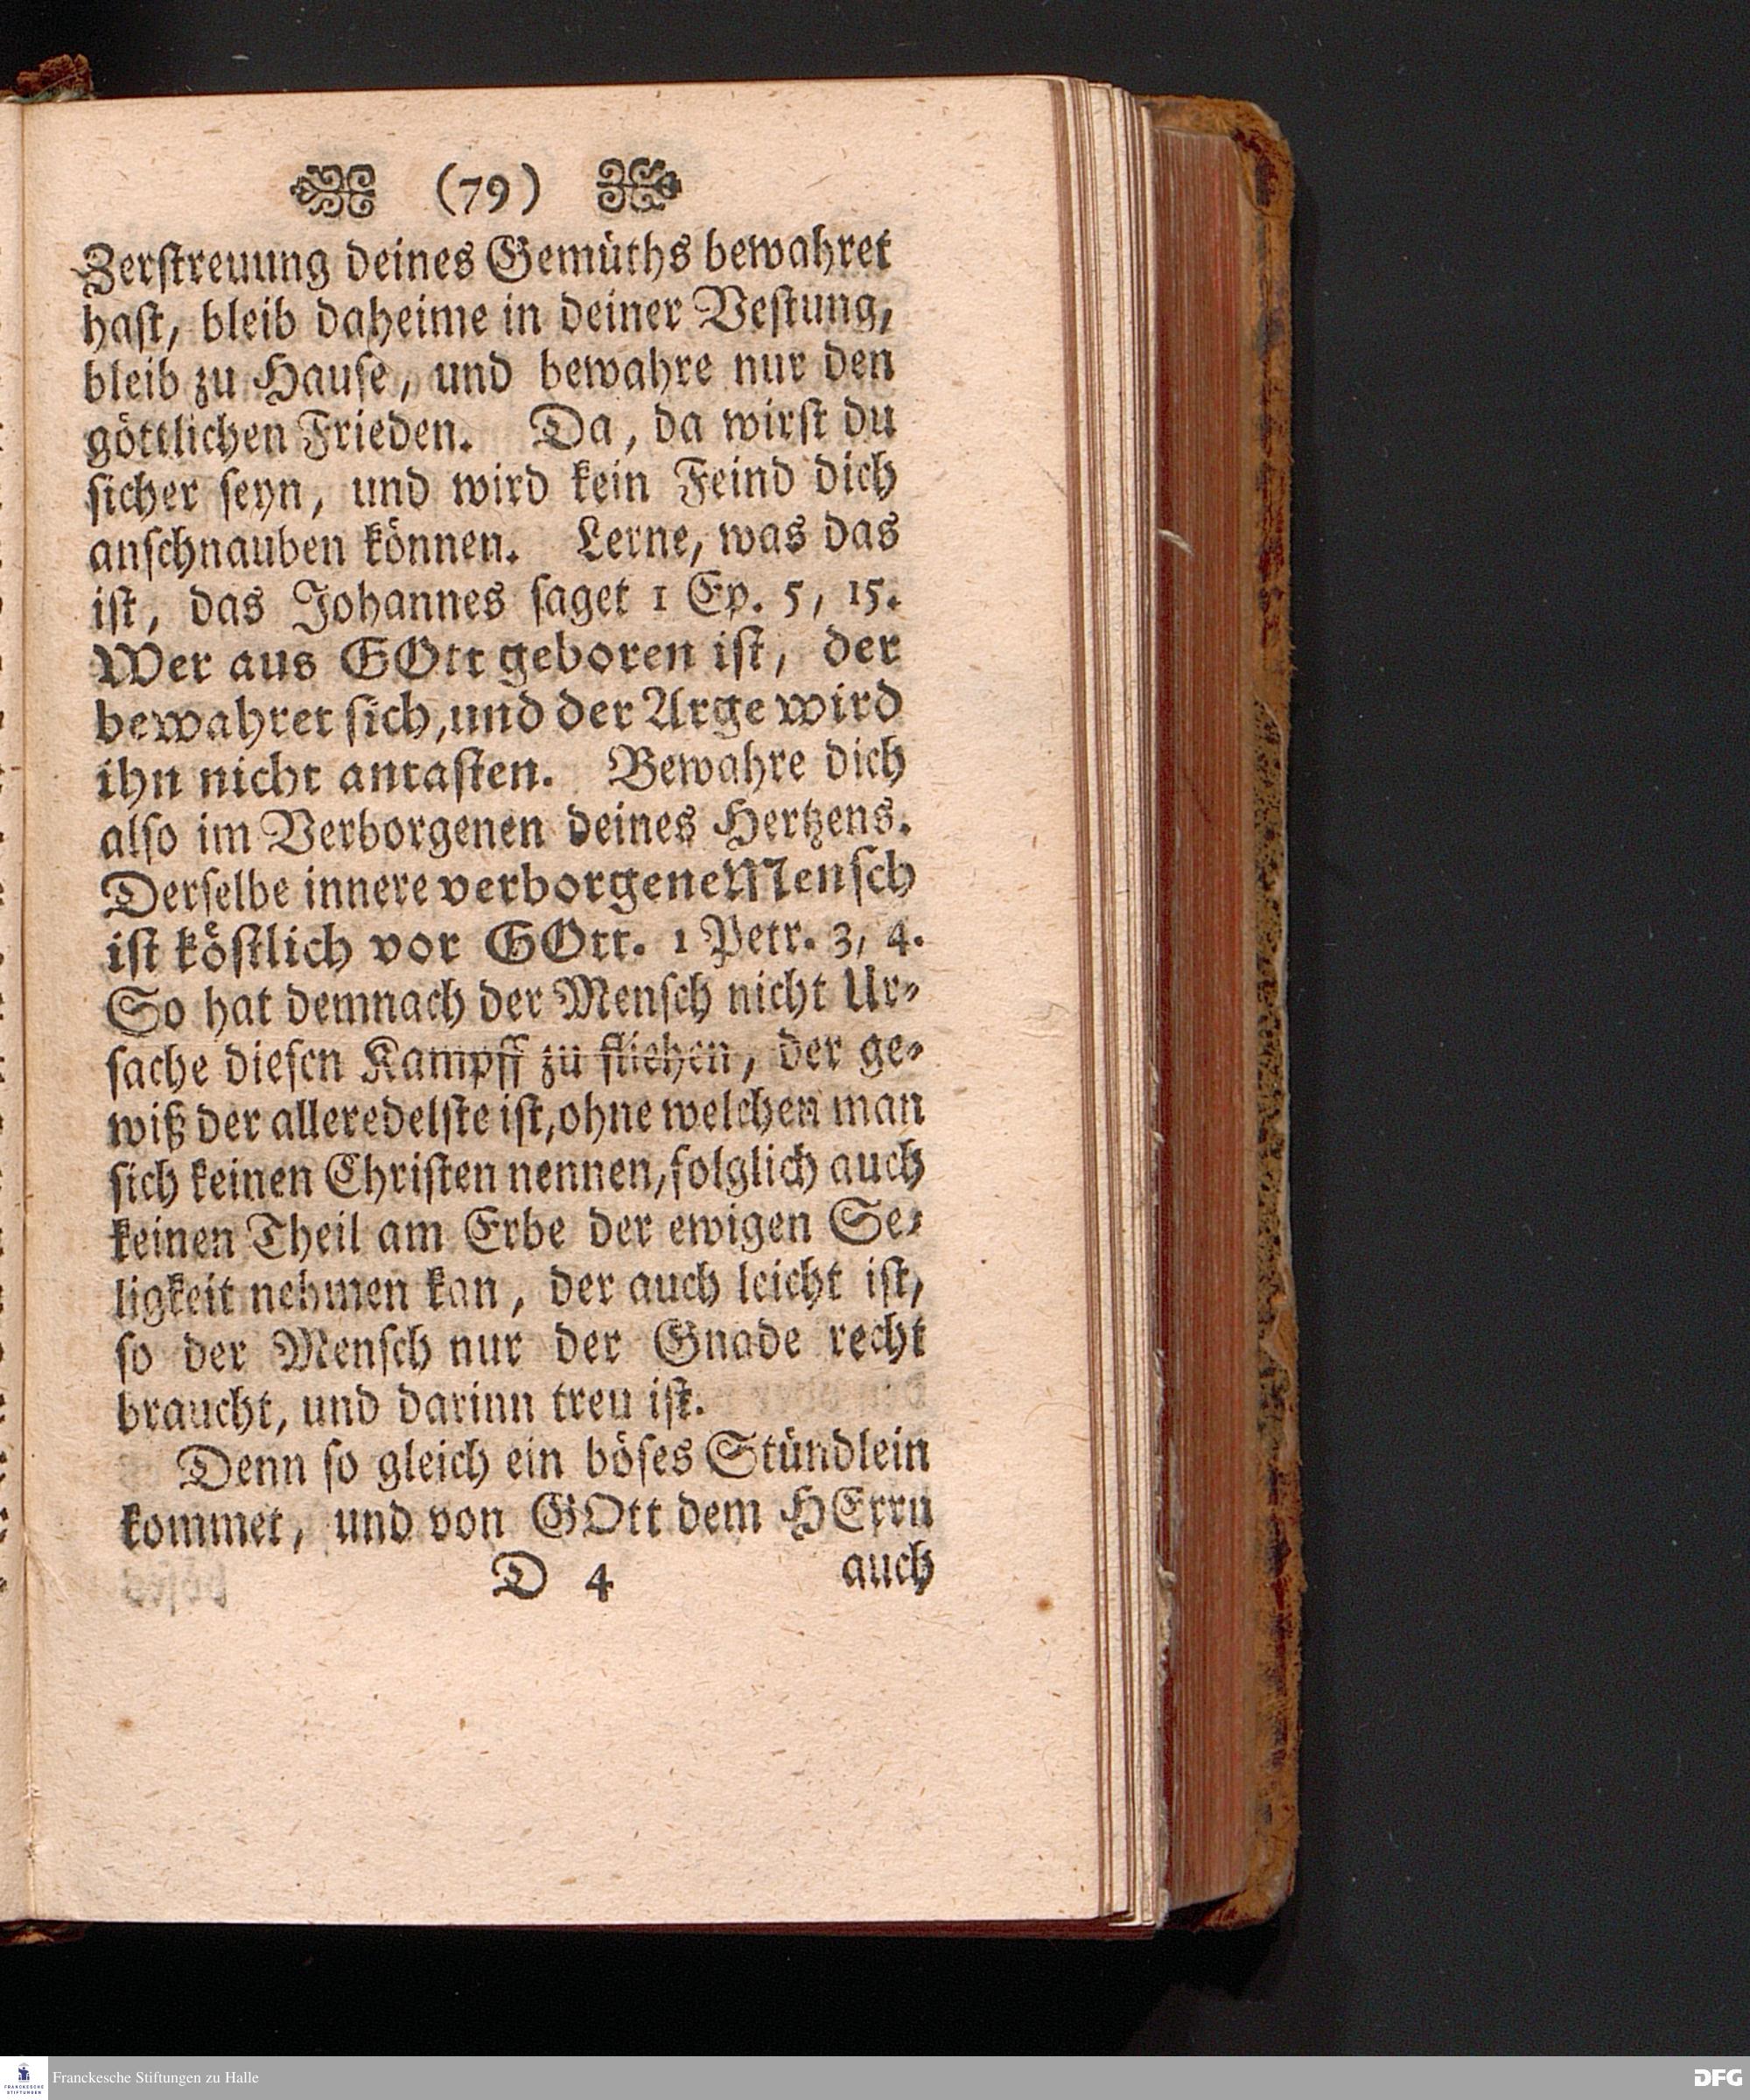 (79)
Zerſtreuung deines Gemüths bewahret
haſt, bleib daheime in deiner Veſtung,
bleib zu Hauſe, und bewahre nur den
göttlichen Frieden. Da, da wirſt du
ſicher ſeyn, und wird kein Feind dich
anſchnauben können. Lerne, was das
iſt, das Johannes ſaget 1 Ep. 5, 15.
Wer aus GOtt geboren iſt, der
bewahret ſich, und der Arge wird
ihn nicht antaſten. Bewahre dich
alſo im Verborgenen deines Hertzens.
Derſelbe innere verborgene Menſch
iſt köſtlich vor GOtt. 1 Petr. 3, 4.
So hat demnach der Menſch nicht Ur-
ſache dieſen Kampff zu fliehen, der ge-
wiß der alleredelſte iſt, ohne welchen man
ſich keinen Chriſten nennen, folglich auch
keinen Theil am Erbe der ewigen Se-
ligkeit nehmen kan, der auch leicht iſt,
ſo der Menſch nur der Gnade recht
braucht, und darinn treu iſt.
Denn ſo gleich ein böſes Stündlein
kommet, und von GOtt dem HErrn
D 4 auch
FRANCKESCHE STIFTUNGEN
Franckesche Stiftungen zu Halle
DFG